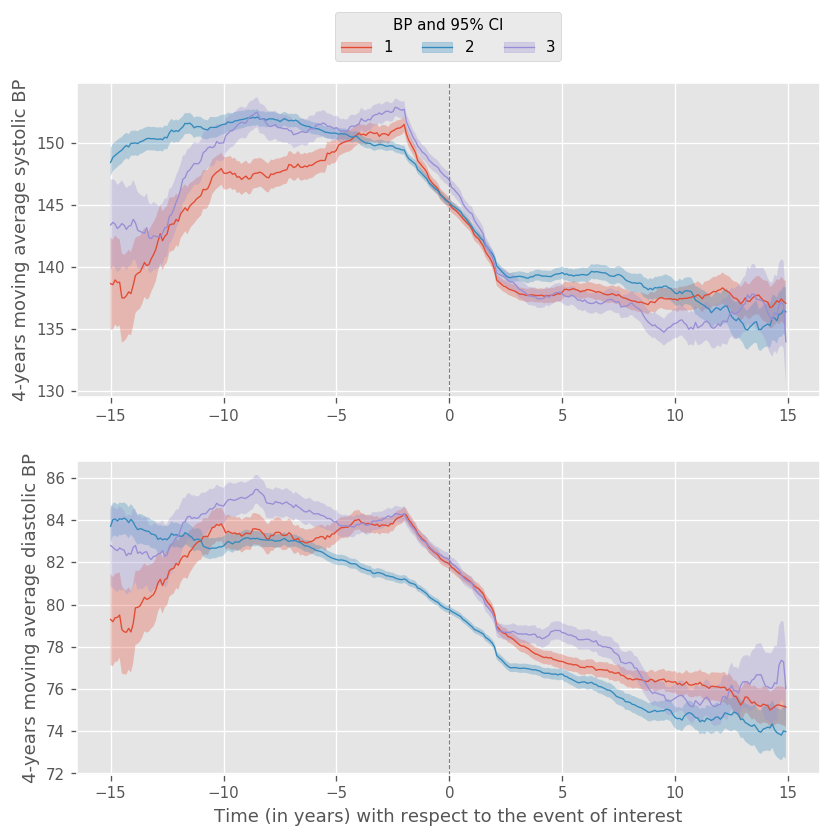 BP and 95% CI
1 2 3
4-years moving average systolic BP
150
145
140
135
130
−15 −10 −5 0 5 10 15
4-years moving average diastolic BP
86
84
82
80
78
76
74
72
−15 −10 −5 0 5 10 15
Time (in years) with respect to the event of interest